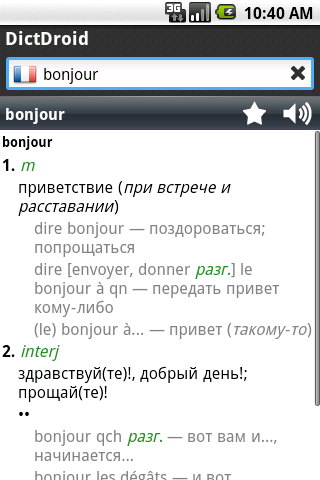 3G 10:40 AM
DictDroid
bonjour
bonjour
bonjour
1. m
приветствие (при встрече и
расставании)
dire bonjour — поздороваться;
попрощаться
dire [envoyer, donner разг.] le
bonjour à qn — передать привет
кому-либо
(le) bonjour à... — привет (такому-то)
2. interj
здравствуй(те)!, добрый день!;
прощай(те)!
••
bonjour qch разг. — вот вам и...,
начинается...
bonjour les dégâts — и вот